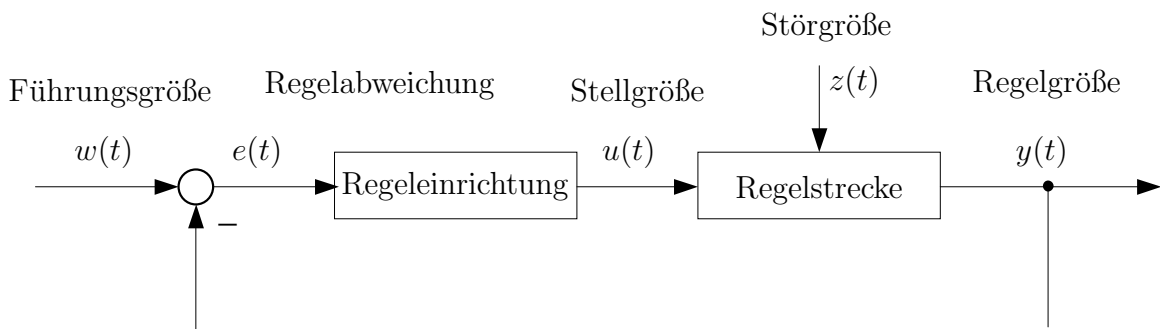 Störgröße
Führungsgröße
Regelabweichung
Stellgröße
z(t)
Regelgröße
w(t)
e(t)
u(t)
y(t)
Regeleinrichtung
Regelstrecke
−